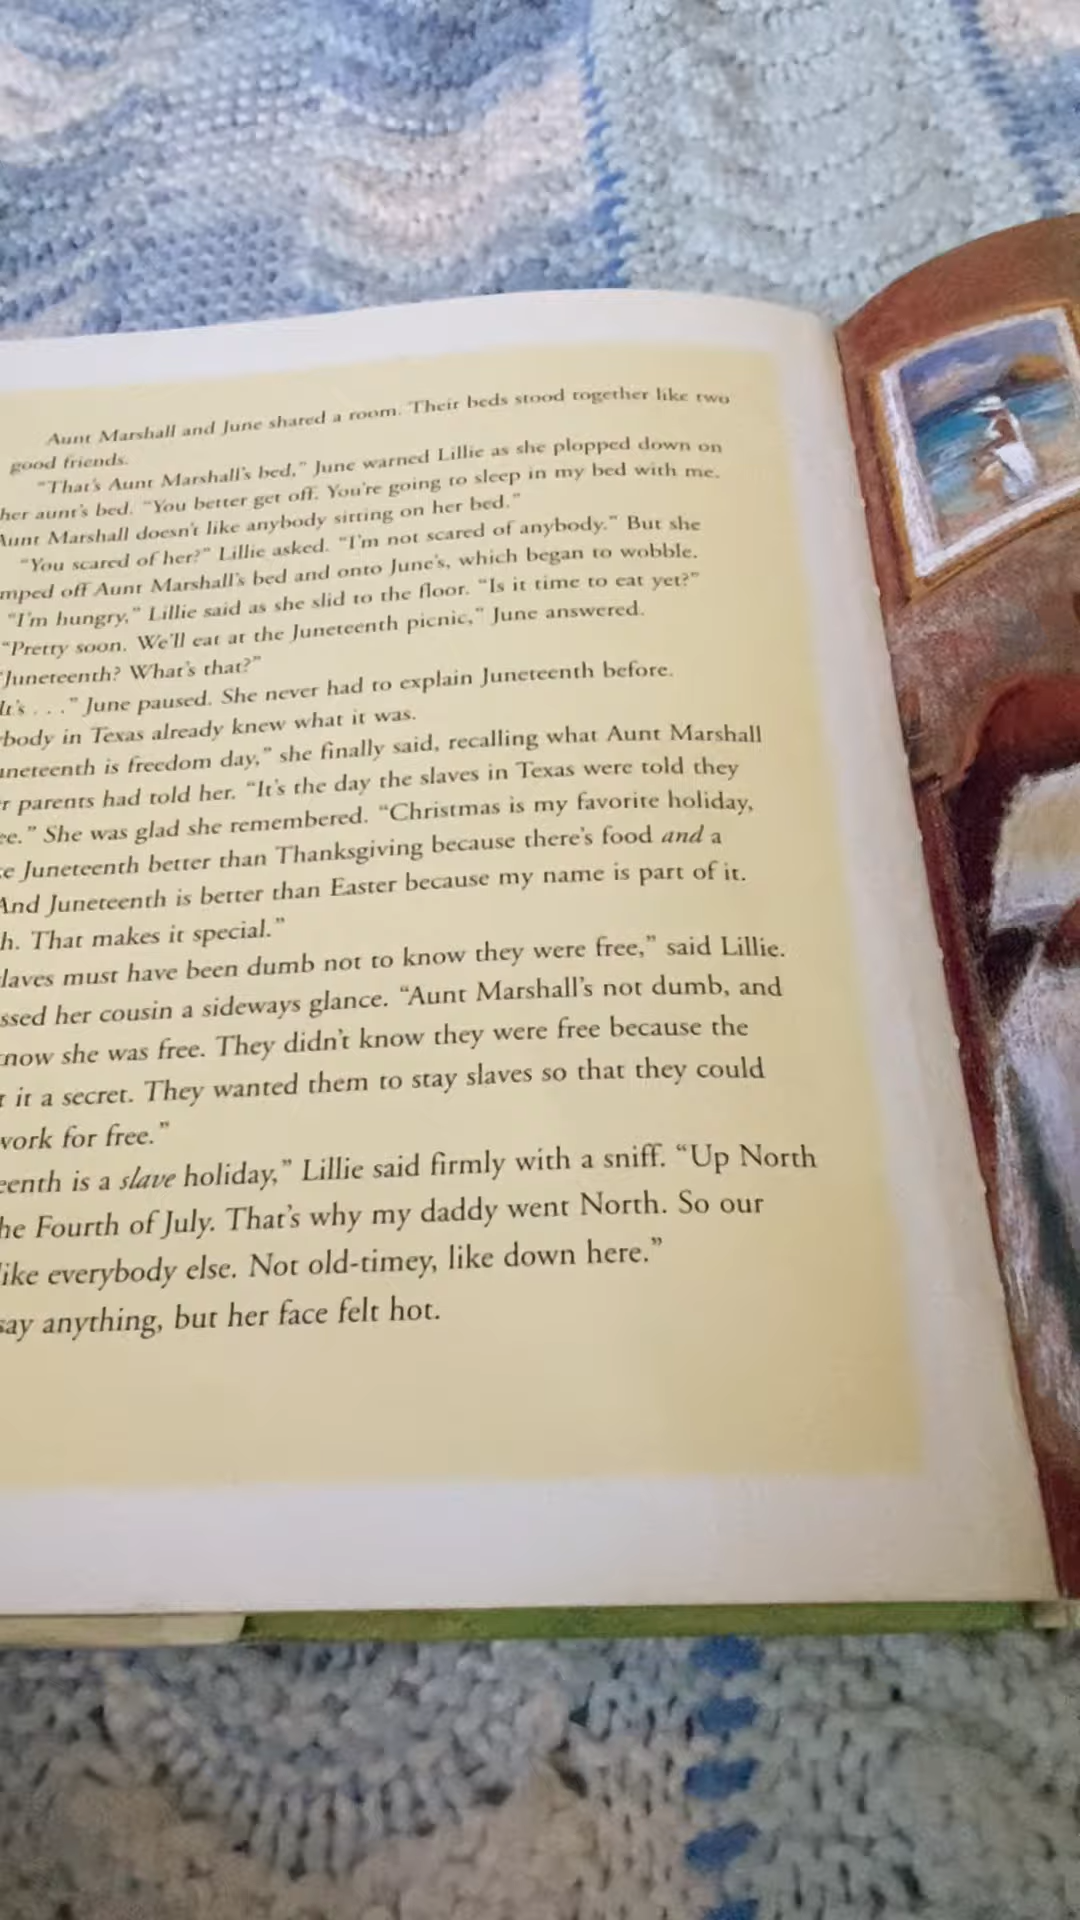 Aunt Marshall and June shared a room. Their beds stood together like two
good friends.
“That’s Aunt Marshall’s bed,” June warned Lillie as she plopped down on
her aunt’s bed. “You better get off. You’re going to sleep in my bed with me.
Aunt Marshall doesn’t like anybody sitting on her bed.”
“You scared of her?” Lillie asked. “I’m not scared of anybody.” But she
mped off Aunt Marshall’s bed and onto June’s, which began to wobble.
“I’m hungry,” Lillie said as she slid to the floor. “Is it time to eat yet?”
“Pretty soon. We’ll eat at the Juneteenth picnic,” June answered.
“Juneteenth? What’s that?”
It’s . . .” June paused. She never had to explain Juneteenth before.
ybody in Texas already knew what it was.
uneteenth is freedom day,” she finally said, recalling what Aunt Marshall
r parents had told her. “It’s the day the slaves in Texas were told they
ee.” She was glad she remembered. “Christmas is my favorite holiday,
ke Juneteenth better than Thanksgiving because there’s food and a
And Juneteenth is better than Easter because my name is part of it.
h. That makes it special.”
laves must have been dumb not to know they were free,” said Lillie.
ssed her cousin a sideways glance. “Aunt Marshall’s not dumb, and
know she was free. They didn’t know they were free because the
t it a secret. They wanted them to stay slaves so that they could
work for free.”
eenth is a slave holiday,” Lillie said firmly with a sniff. “Up North
he Fourth of July. That’s why my daddy went North. So our
like everybody else. Not old-timey, like down here.”
say anything, but her face felt hot.